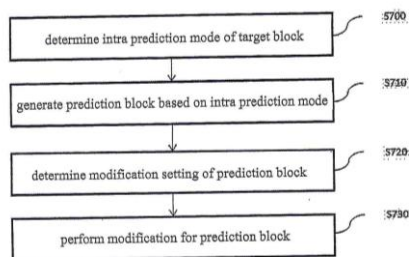 S700
determine intra prediction mode of target block
S710
generate prediction block based on intra prediction mode
S720
determine modification setting of prediction block
S730
perform modification for prediction block